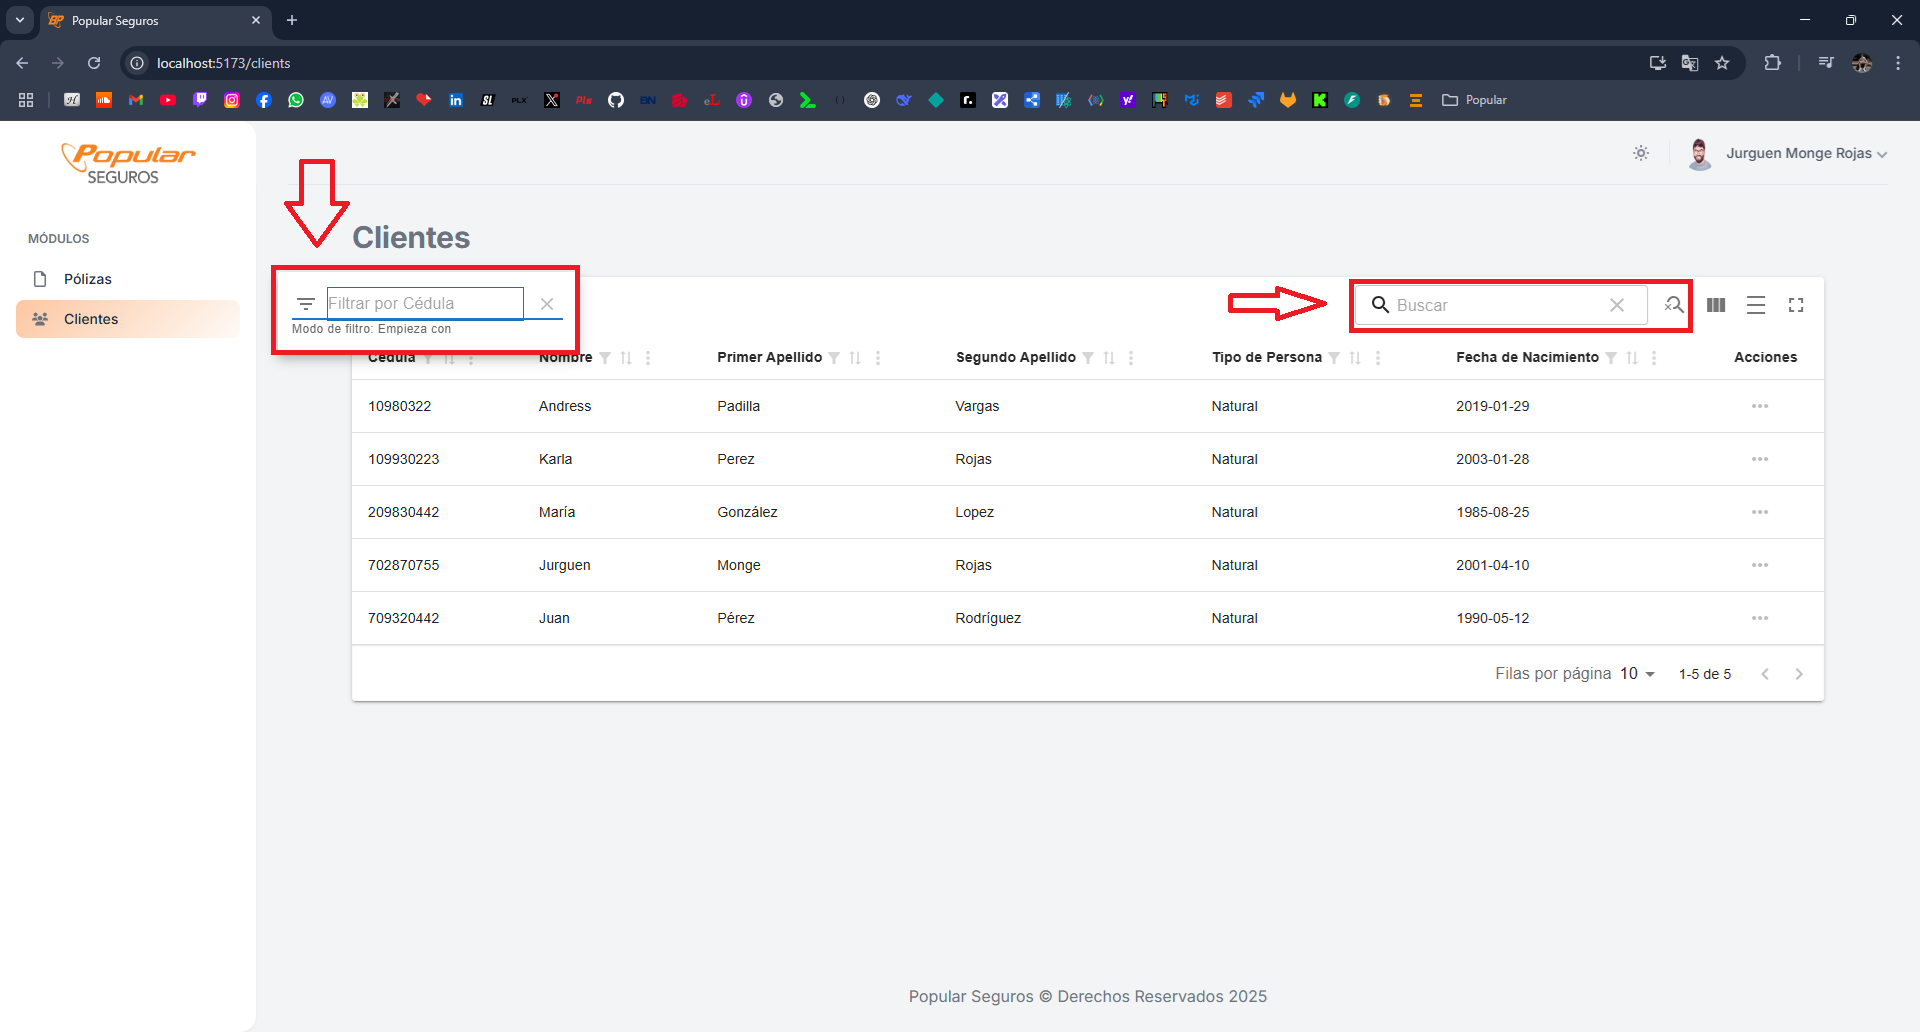 Popular Seguros
localhost:5173/clients
Popular
Popular
SEGUROS
Jurguen Monge Rojas
MÓDULOS
Pólizas
Clientes
Clientes
Filtrar por Cédula
Modo de filtro: Empieza con
Buscar
Cédula Nombre Primer Apellido Segundo Apellido Tipo de Persona Fecha de Nacimiento Acciones
10980322 Andress Padilla Vargas Natural 2019-01-29
109930223 Karla Perez Rojas Natural 2003-01-28
209830442 María González Lopez Natural 1985-08-25
702870755 Jurguen Monge Rojas Natural 2001-04-10
709320442 Juan Pérez Rodríguez Natural 1990-05-12
Filas por página 10 1-5 de 5
Popular Seguros © Derechos Reservados 2025